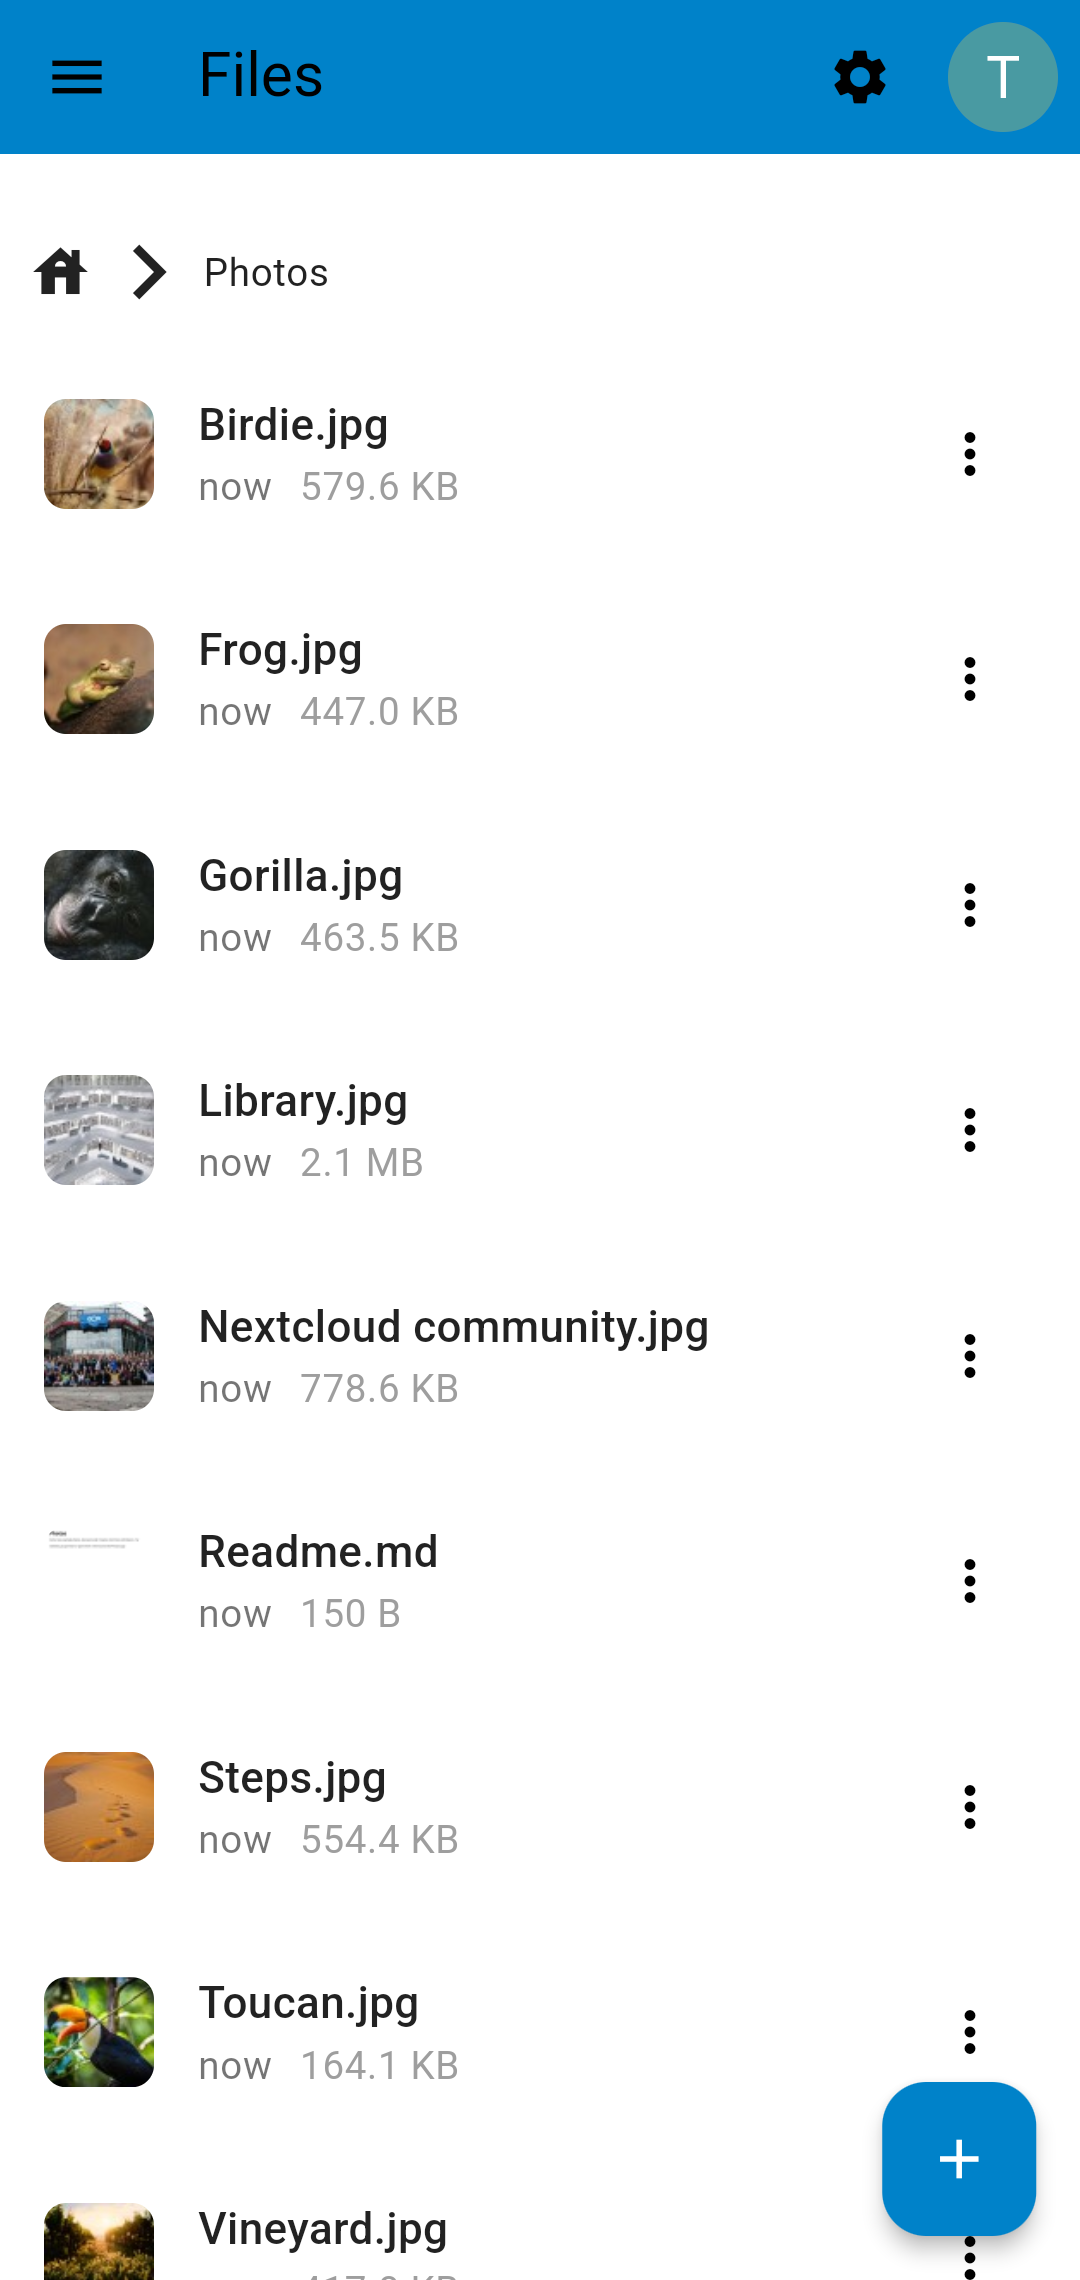 Files
T
Photos
Birdie.jpg
now 579.6 KB
Frog.jpg
now 447.0 KB
Gorilla.jpg
now 463.5 KB
Library.jpg
now 2.1 MB
Nextcloud community.jpg
now 778.6 KB
Readme.md
now 150 B
Steps.jpg
now 554.4 KB
Toucan.jpg
now 164.1 KB
Vineyard.jpg